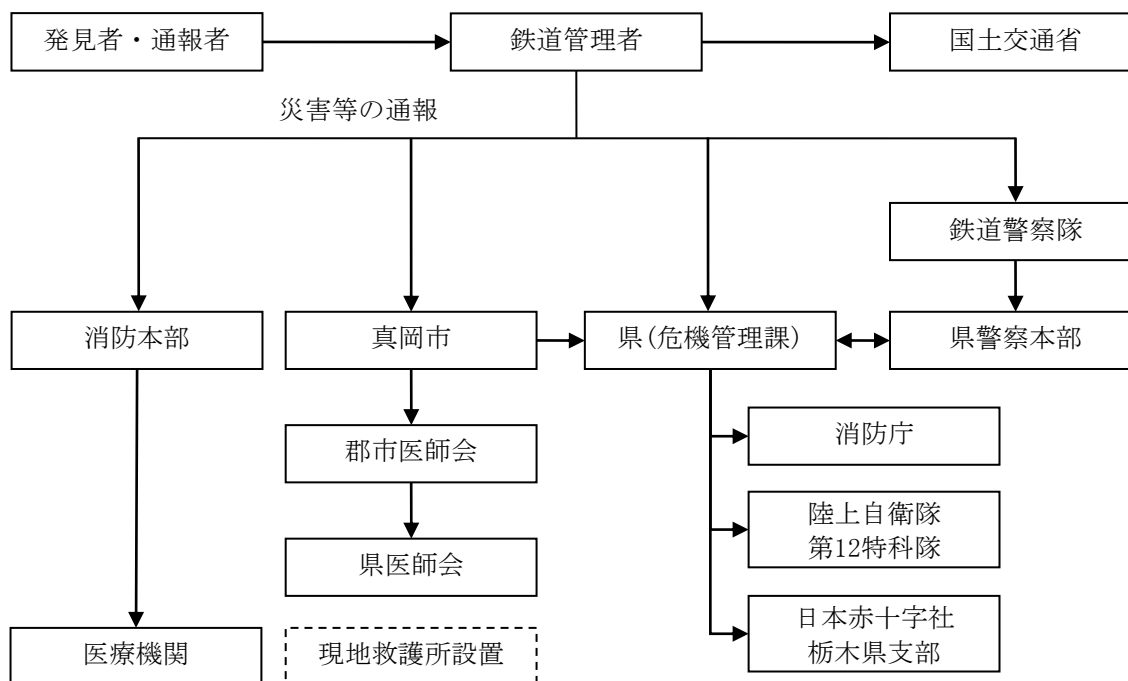 発見者・通報者
鉄道管理者
国土交通省
災害等の通報
鉄道警察隊
消防本部
真岡市
県(危機管理課)
県警察本部
郡市医師会
消防庁
陸上自衛隊
第12特科隊
県医師会
日本赤十字社
栃木県支部
医療機関
現地救護所設置